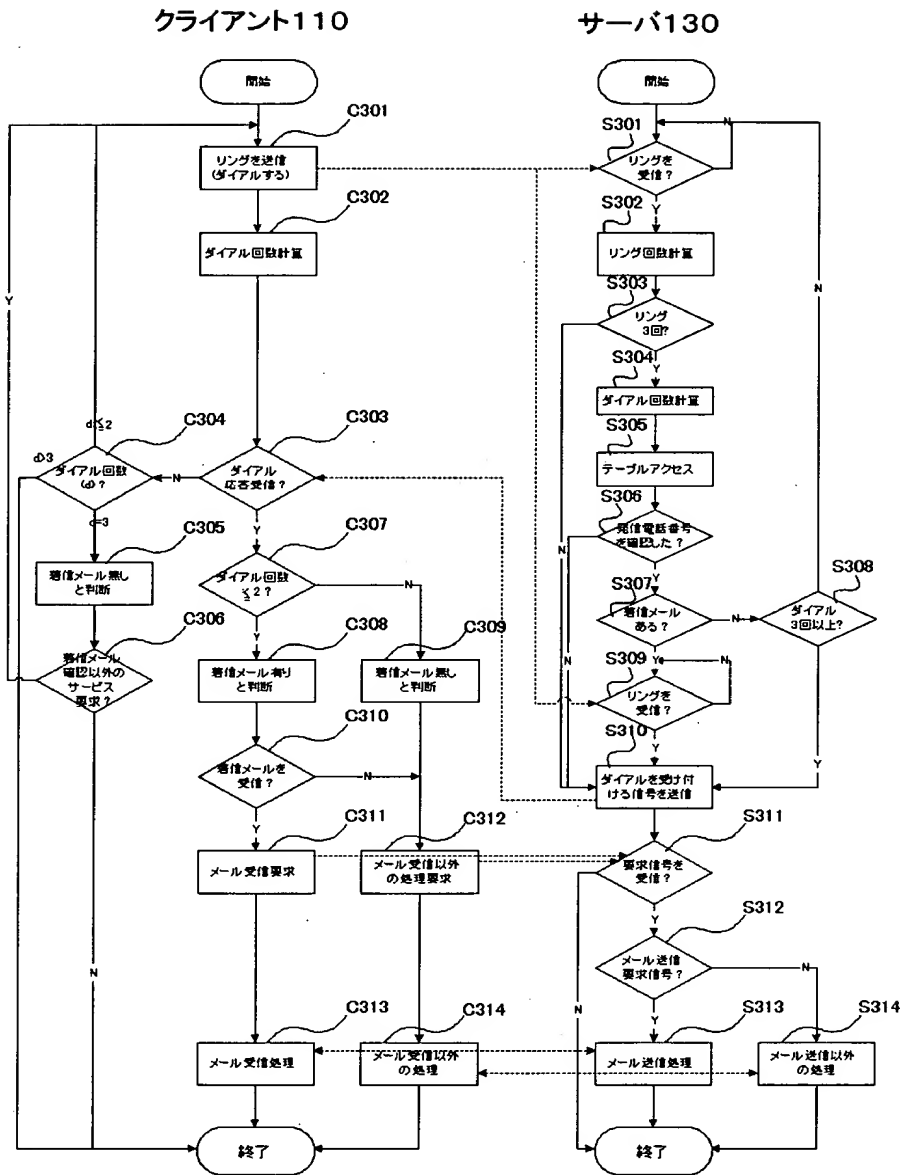 クライアント110
サーバ130
開始
C301
リングを送信
(ダイアルする)
C302
ダイアル回数計算
C304
d≦2
d>3
ダイアル回数
(d)?
d=3
N
C303
ダイアル
応答受信?
Y
C305
着信メール無し
と判断
C306
着信メール
確認以外の
サービス
要求?
Y
N
C307
ダイアル回数
≦2?
N
Y
C308
着信メール有り
と判断
C309
着信メール無し
と判断
C310
着信メールを
受信?
N
Y
C311
メール受信要求
C312
メール受信以外
の処理要求
C313
メール受信処理
C314
メール受信以外
の処理
終了
開始
S301
リングを
受信?
N
Y
S302
リング回数計算
S303
リング
3回?
N
Y
S304
ダイアル回数計算
S305
テーブルアクセス
S306
発信電話番号
を確認した?
N
Y
S307
着信メール
ある?
N
Y
S308
ダイアル
3回以上?
N
Y
S309
リングを
受信?
N
Y
S310
ダイアルを受け付
ける信号を送信
S311
要求信号を
受信?
N
Y
S312
メール送信
要求信号?
N
Y
S313
メール送信処理
S314
メール送信以外
の処理
終了